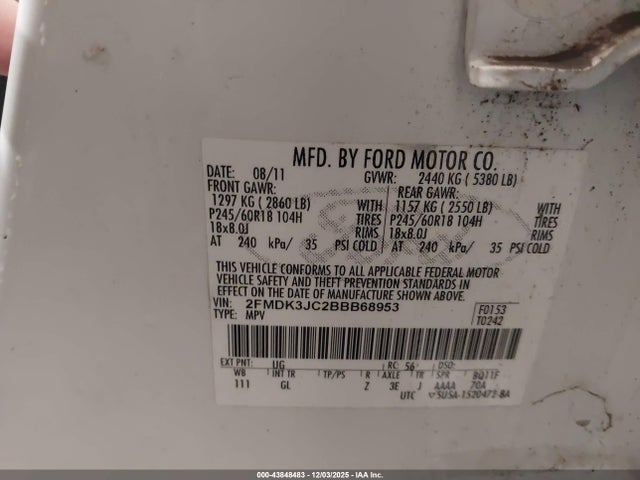 MFD. BY FORD MOTOR CO.
DATE: 08/11 GVWR: 2440 KG ( 5380 LB)
FRONT GAWR: REAR GAWR:
1297 KG ( 2860 LB) WITH 1157 KG ( 2550 LB) WITH
P245/60R18 104H TIRES P245/60R18 104H TIRES
18x8.0J RIMS 18x8.0J RIMS
AT 240 kPa/ 35 PSI COLD AT 240 kPa/ 35 PSI COLD
THIS VEHICLE CONFORMS TO ALL APPLICABLE FEDERAL MOTOR
VEHICLE SAFETY AND THEFT PREVENTION STANDARDS IN
EFFECT ON THE DATE OF MANUFACTURE SHOWN ABOVE.
VIN: 2FMDK3JC2BBB68953 F0153
TYPE: MPV T0242
EXT PNT: UG RC: 56 DSO:
WB INT TR TP/PS R AXLE TR SPR BQ11F
111 GL Z 3E J AAAA 70A
UTC ▽5USA-1520472-BA
000-43848483 - 12/03/2025 - IAA Inc.